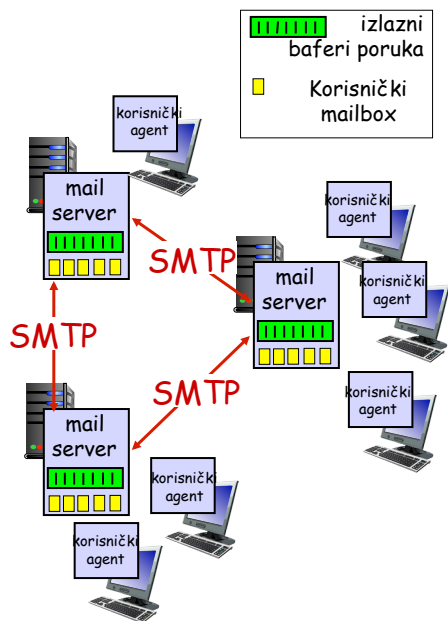 izlazni
baferi poruka
Korisnički
mailbox
korisnički
agent
mail
server
SMTP
korisnički
agent
mail
server
korisnički
agent
SMTP
SMTP
korisnički
agent
mail
server
korisnički
agent
korisnički
agent